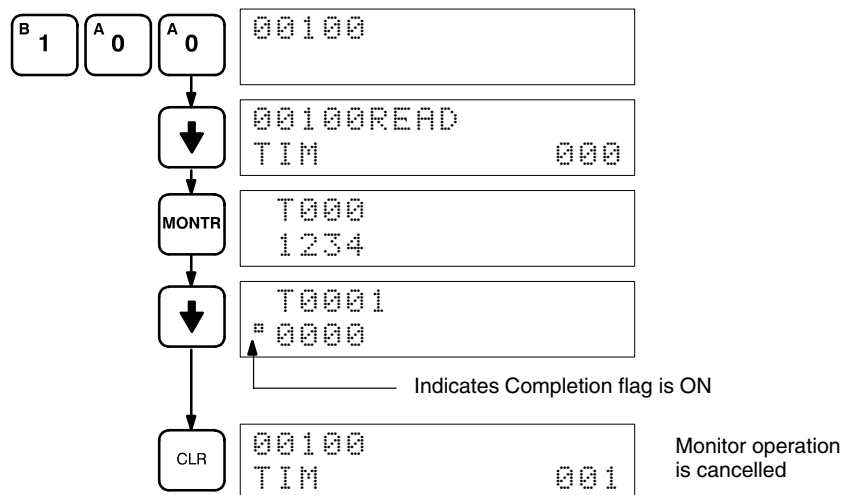 B 1 A 0 A 0 00100
00100READ
TIM 000
MONTR T000
1234
T0001
0000
Indicates Completion flag is ON
CLR 00100
TIM 001
Monitor operation
is cancelled